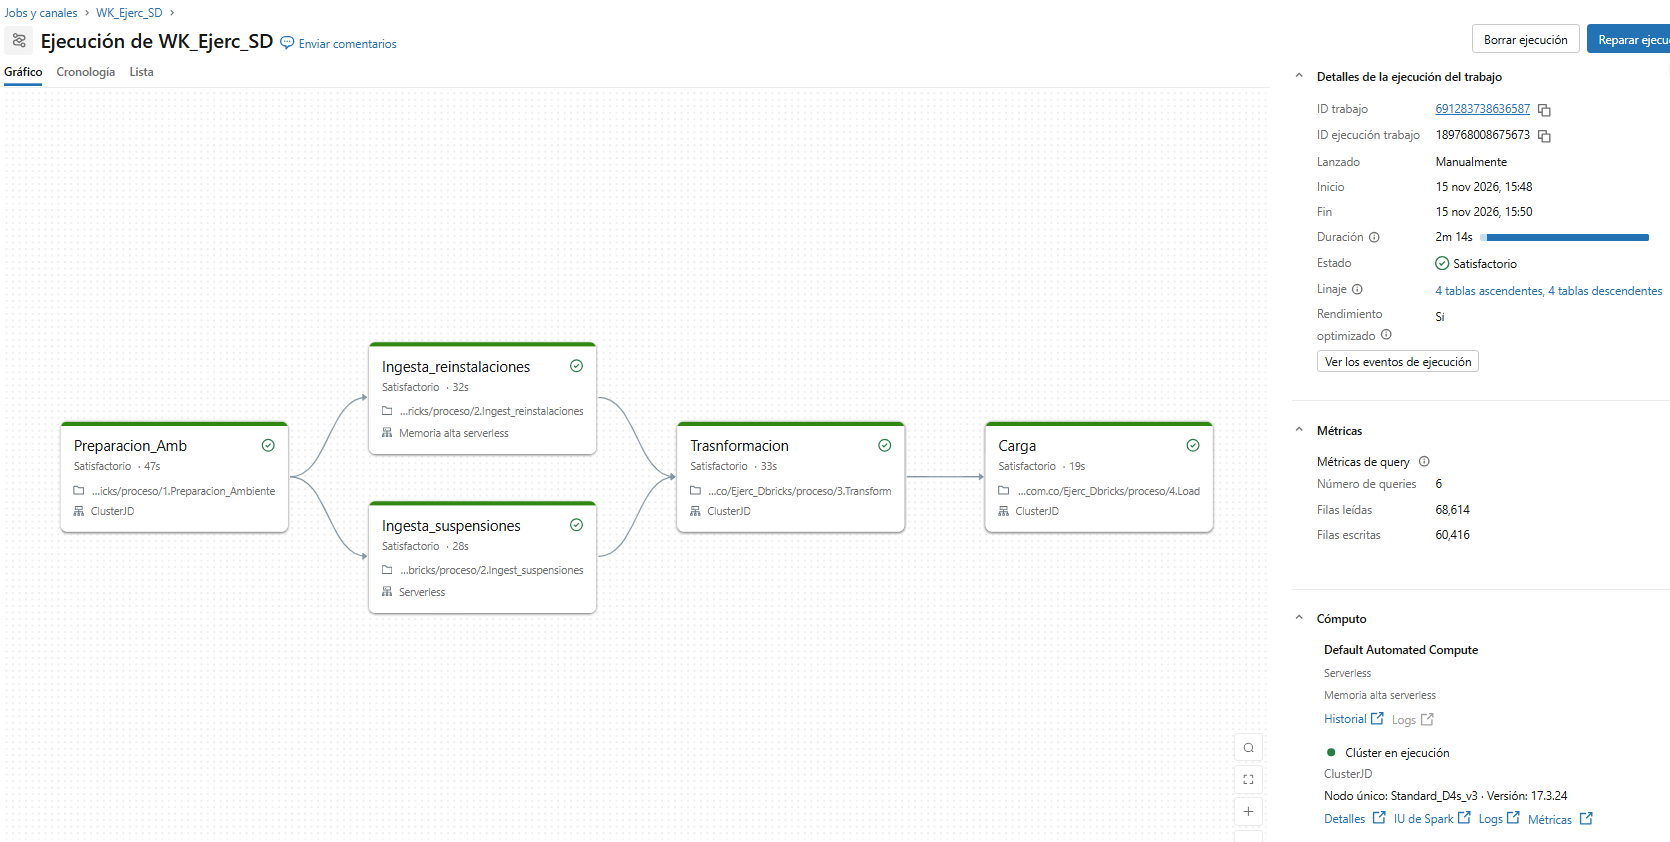 Jobs y canales › WK_Ejerc_SD ›
Ejecución de WK_Ejerc_SD Enviar comentarios
Borrar ejecución
Reparar ejecu
Gráfico Cronología Lista
Preparacion_Amb
Satisfactorio · 47s
...icks/proceso/1.Preparacion_Ambiente
ClusterJD
Ingesta_reinstalaciones
Satisfactorio · 32s
...ricks/proceso/2.Ingest_reinstalaciones
Memoria alta serverless
Ingesta_suspensiones
Satisfactorio · 28s
...bricks/proceso/2.Ingest_suspensiones
Serverless
Trasnformacion
Satisfactorio · 33s
...co/Ejerc_Dbricks/proceso/3.Transform
ClusterJD
Carga
Satisfactorio · 19s
...com.co/Ejerc_Dbricks/proceso/4.Load
ClusterJD
Detalles de la ejecución del trabajo
ID trabajo 691283738636587
ID ejecución trabajo 189768008675673
Lanzado Manualmente
Inicio 15 nov 2026, 15:48
Fin 15 nov 2026, 15:50
Duración 2m 14s
Estado Satisfactorio
Linaje 4 tablas ascendentes, 4 tablas descendentes
Rendimiento optimizado Sí
Ver los eventos de ejecución
Métricas
Métricas de query
Número de queries 6
Filas leídas 68,614
Filas escritas 60,416
Cómputo
Default Automated Compute
Serverless
Memoria alta serverless
Historial Logs
Clúster en ejecución
ClusterJD
Nodo único: Standard_D4s_v3 · Versión: 17.3.24
Detalles IU de Spark Logs Métricas